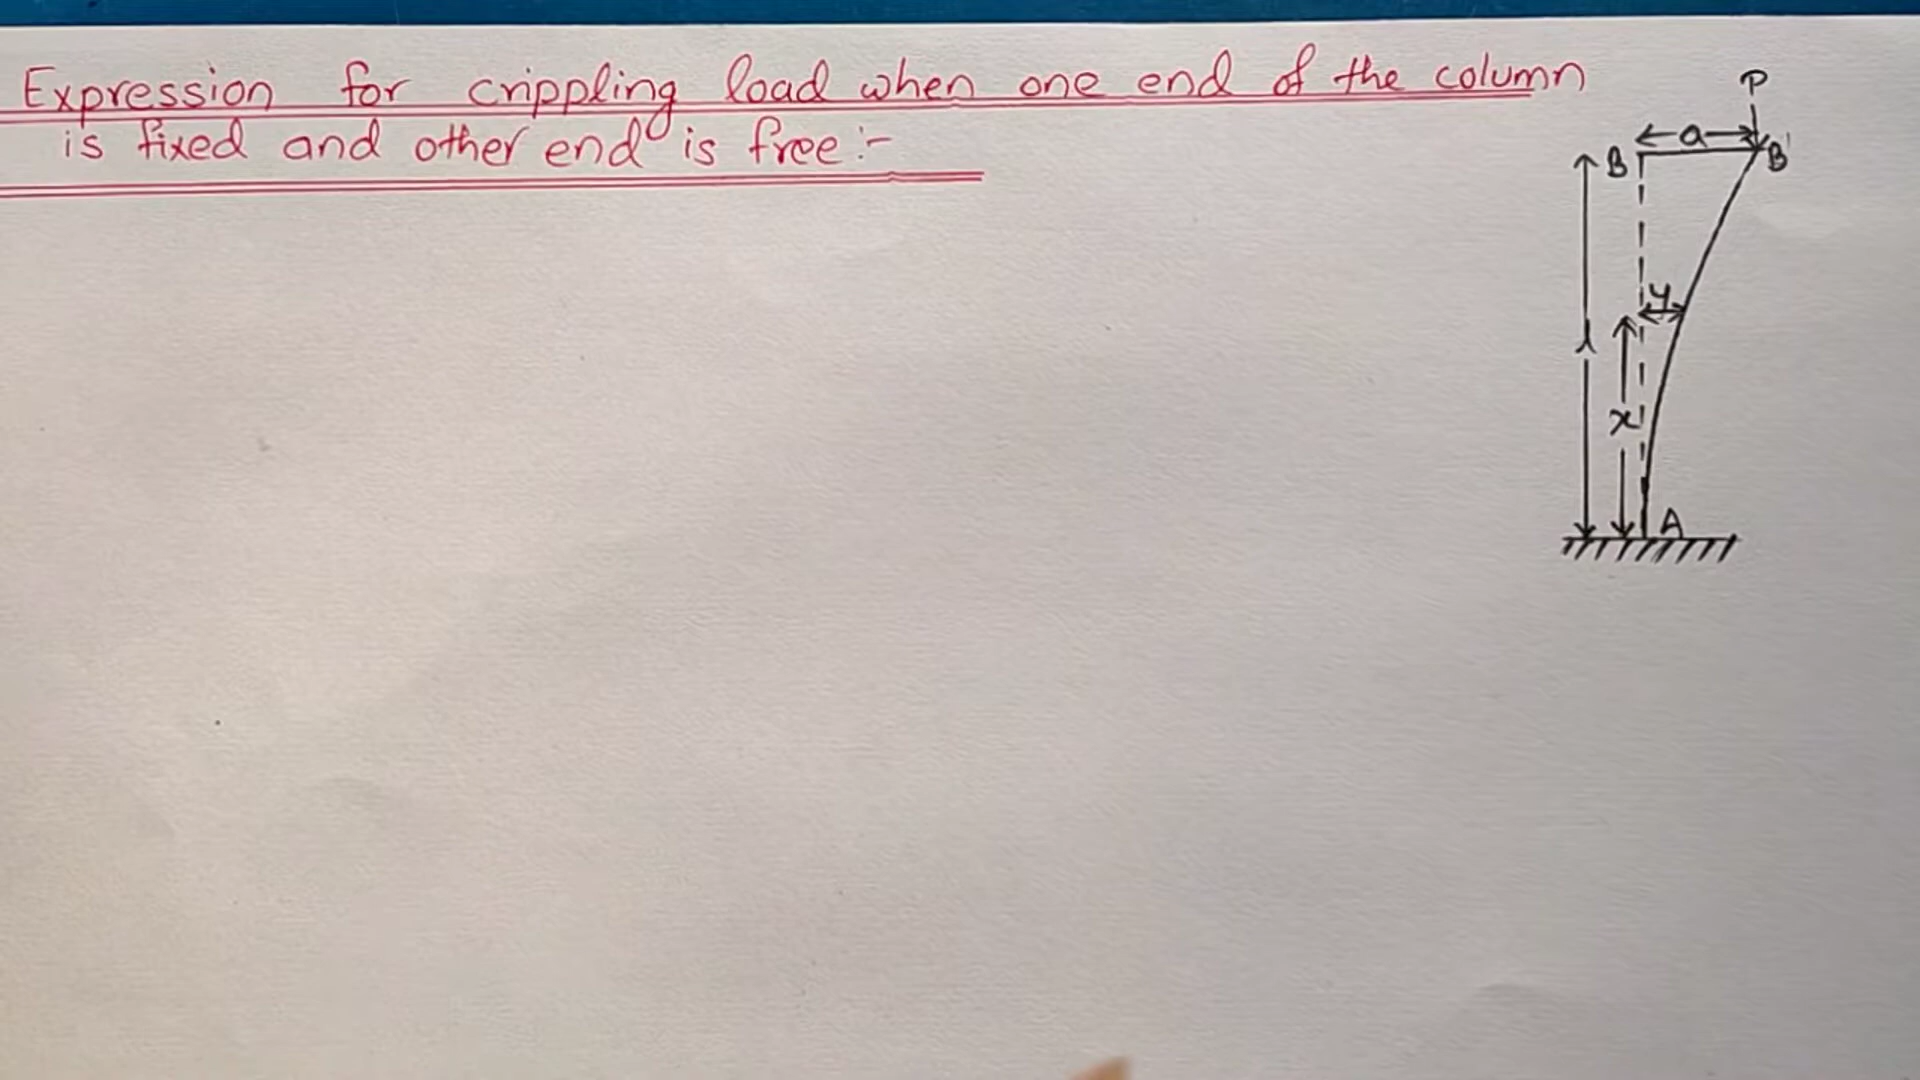 Expression for crippling load when one end of the column
is fixed and other end is free :-
P
a
B
B'
y
l
x
A